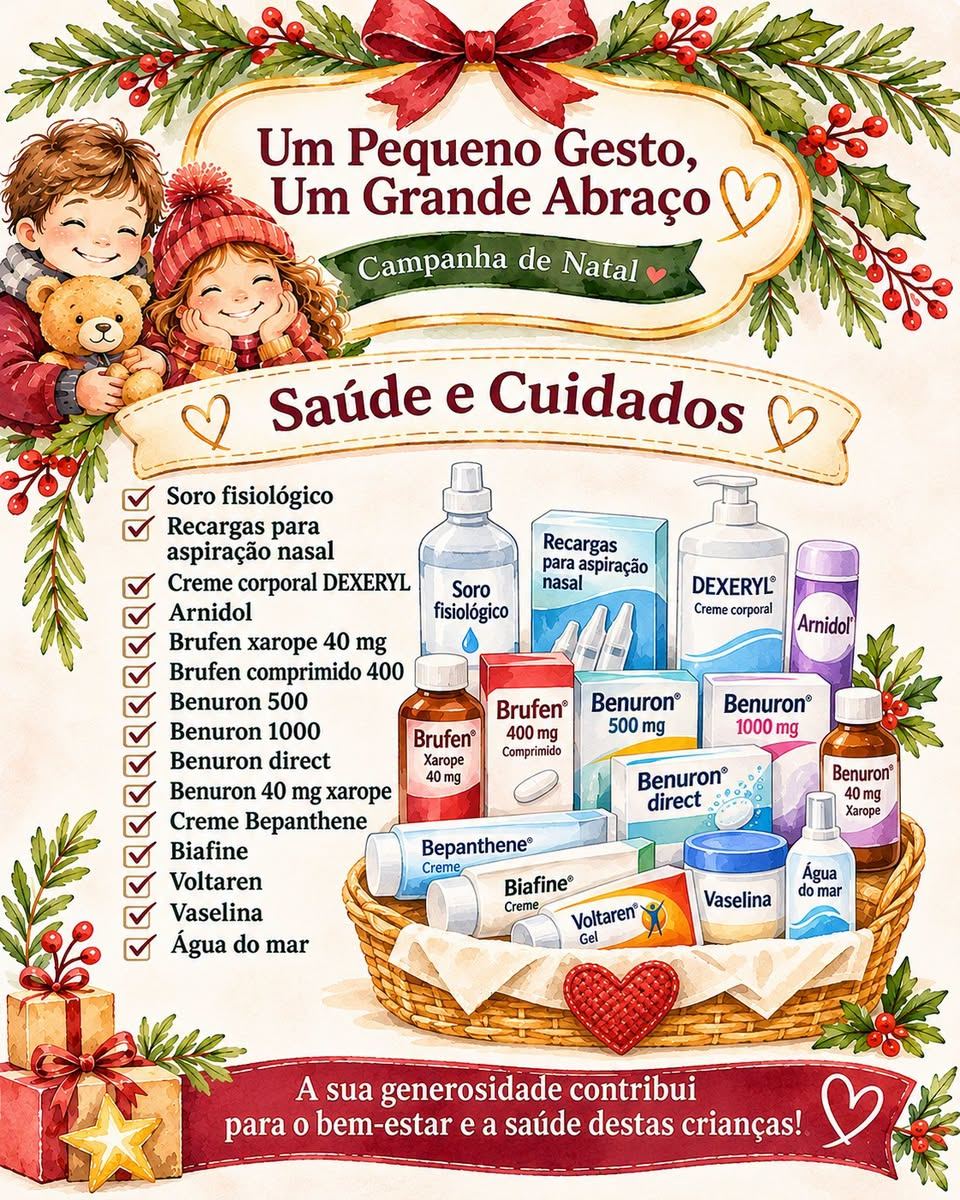 Um Pequeno Gesto,
Um Grande Abraço
Campanha de Natal
Saúde e Cuidados
Soro fisiológico
Recargas para
aspiração nasal
Creme corporal DEXERYL
Arnidol
Brufen xarope 40 mg
Brufen comprimido 400
Benuron 500
Benuron 1000
Benuron direct
Benuron 40 mg xarope
Creme Bepanthene
Biafine
Voltaren
Vaselina
Água do mar
Soro
fisiológico
Recargas
para aspiração
nasal
DEXERYL®
Creme corporal
Arnidol®
Brufen®
Xarope
40 mg
Brufen®
400 mg
Comprimido
Benuron®
500 mg
Benuron®
1000 mg
Benuron®
direct
Benuron®
40 mg
Xarope
Bepanthene®
Creme
Biafine®
Creme
Voltaren®
Gel
Vaselina
Água
do mar
A sua generosidade contribui
para o bem-estar e a saúde destas crianças!